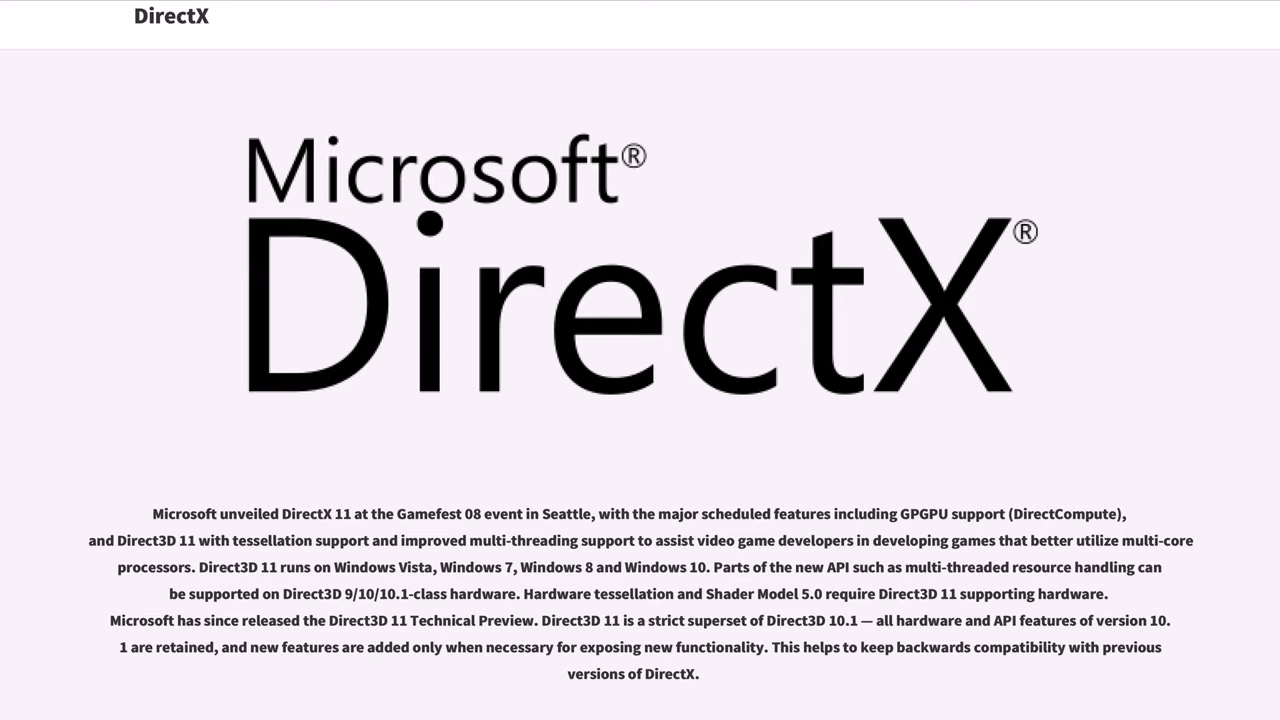 DirectX
Microsoft®
DirectX®
Microsoft unveiled DirectX 11 at the Gamefest 08 event in Seattle, with the major scheduled features including GPGPU support (DirectCompute),
and Direct3D 11 with tessellation support and improved multi-threading support to assist video game developers in developing games that better utilize multi-core
processors. Direct3D 11 runs on Windows Vista, Windows 7, Windows 8 and Windows 10. Parts of the new API such as multi-threaded resource handling can
be supported on Direct3D 9/10/10.1-class hardware. Hardware tessellation and Shader Model 5.0 require Direct3D 11 supporting hardware.
Microsoft has since released the Direct3D 11 Technical Preview. Direct3D 11 is a strict superset of Direct3D 10.1 — all hardware and API features of version 10.
1 are retained, and new features are added only when necessary for exposing new functionality. This helps to keep backwards compatibility with previous
versions of DirectX.